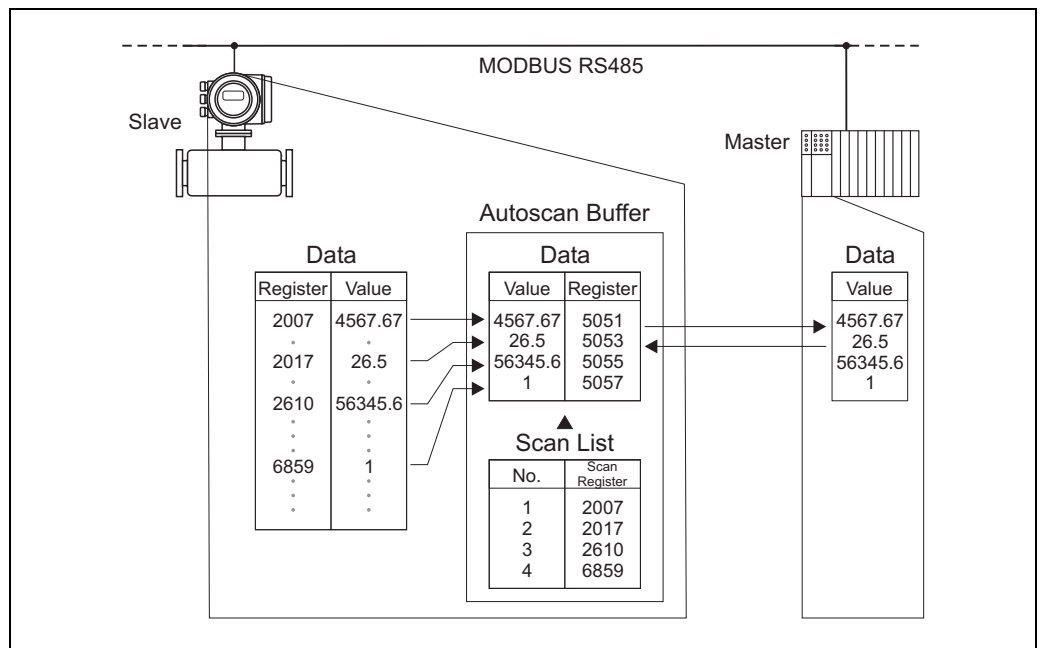 MODBUS RS485
Slave
Master
Autoscan Buffer
Data
Register Value
2007 4567.67
2017 26.5
2610 56345.6
6859 1
Data
Value Register
4567.67 5051
26.5 5053
56345.6 5055
1 5057
Scan List
No. Scan Register
1 2007
2 2017
3 2610
4 6859
Data
Value
4567.67
26.5
56345.6
1